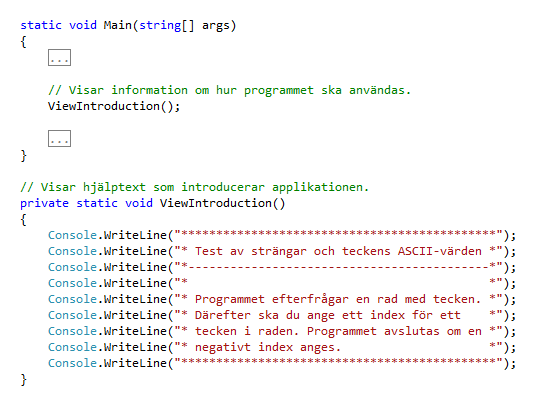 static void Main(string[] args)
{
    ...

    // Visar information om hur programmet ska användas.
    ViewIntroduction();

    ...
}

// Visar hjälptext som introducerar applikationen.
private static void ViewIntroduction()
{
    Console.WriteLine("******************************************");
    Console.WriteLine("* Test av strängar och teckens ASCII-värden *");
    Console.WriteLine("*-----------------------------------------*");
    Console.WriteLine("*                                         *");
    Console.WriteLine("* Programmet efterfrågar en rad med tecken. *");
    Console.WriteLine("* Därefter ska du ange ett index för ett    *");
    Console.WriteLine("* tecken i raden. Programmet avslutas om en *");
    Console.WriteLine("* negativt index anges.                     *");
    Console.WriteLine("******************************************");
}